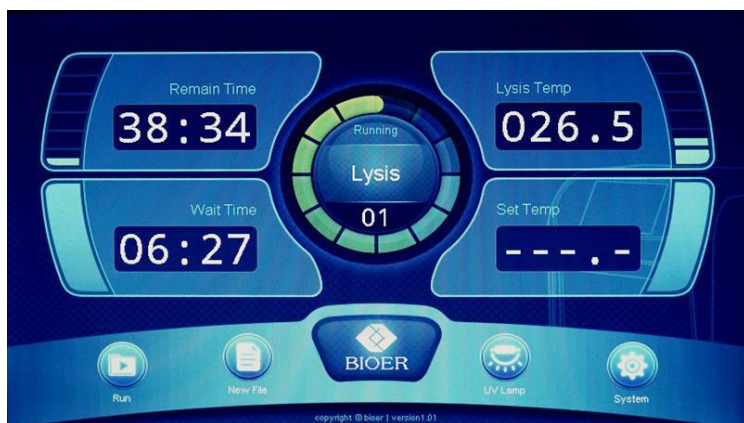 Remain Time
38:34
Lysis Temp
026.5
Running
Lysis
01
Wait Time
06:27
Set Temp
---.-
BIOER
Run
New File
UV Lamp
System
copyright @ bioer | version1.01